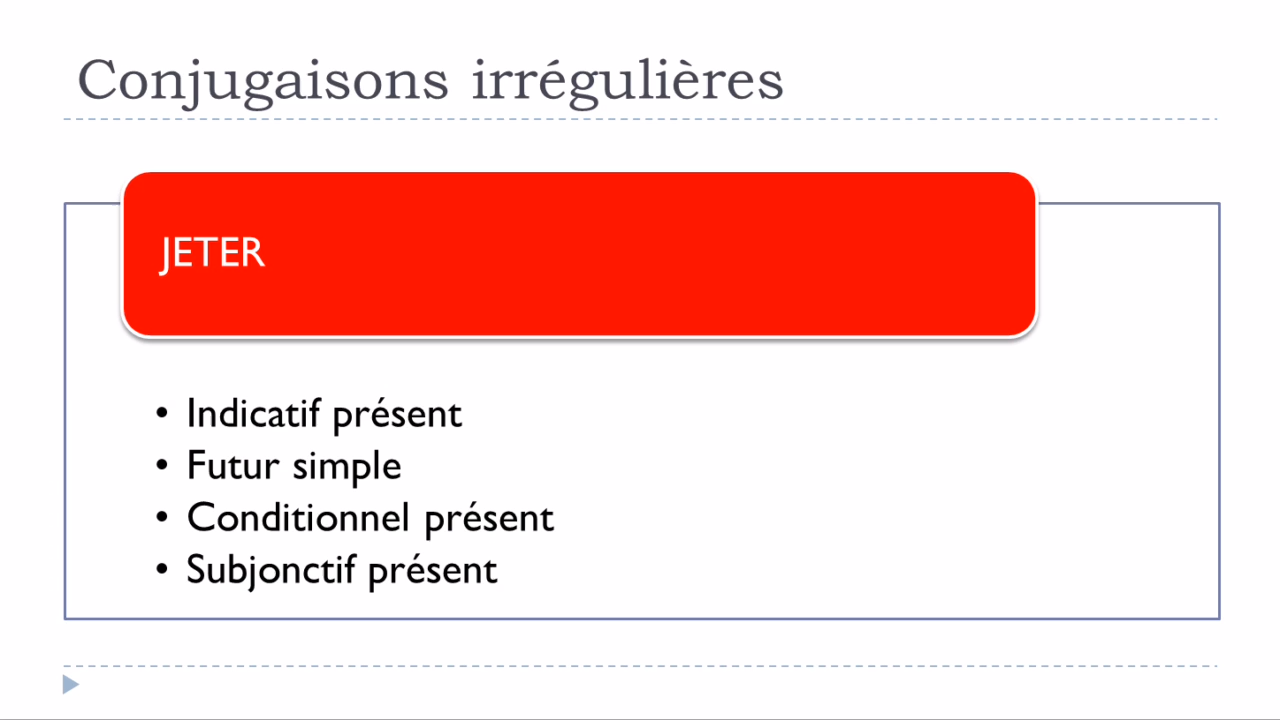 Conjugaisons irrégulières
JETER
• Indicatif présent
• Futur simple
• Conditionnel présent
• Subjonctif présent